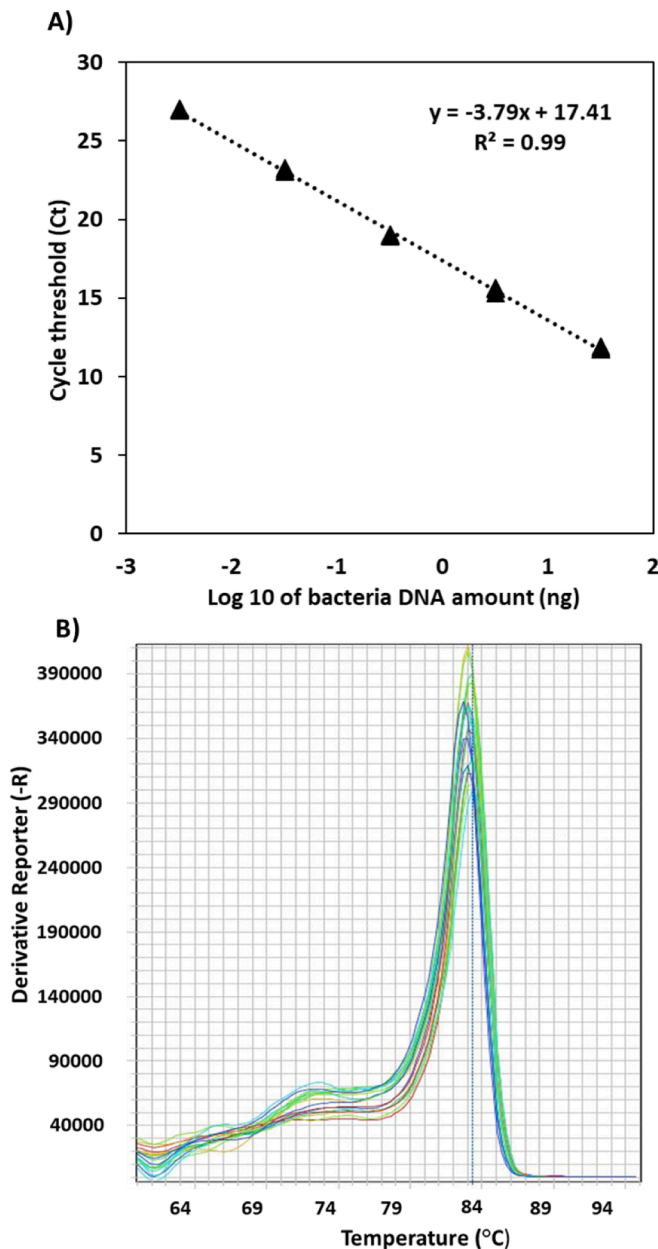 A)
30
25
20
15
10
5
0
Cycle threshold (Ct)
y = -3.79x + 17.41
R² = 0.99
-3 -2 -1 0 1 2
Log 10 of bacteria DNA amount (ng)
B)
390000
340000
290000
240000
190000
140000
90000
40000
Derivative Reporter (-R)
64 69 74 79 84 89 94
Temperature (°C)